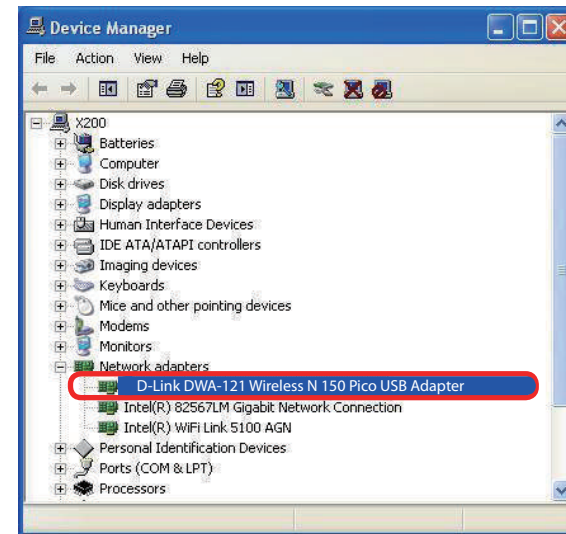 Device Manager
File Action View Help
X200
Batteries
Computer
Disk drives
Display adapters
Human Interface Devices
IDE ATA/ATAPI controllers
Imaging devices
Keyboards
Mice and other pointing devices
Modems
Monitors
Network adapters
D-Link DWA-121 Wireless N 150 Pico USB Adapter
Intel(R) 82567LM Gigabit Network Connection
Intel(R) WiFi Link 5100 AGN
Personal Identification Devices
Ports (COM & LPT)
Processors